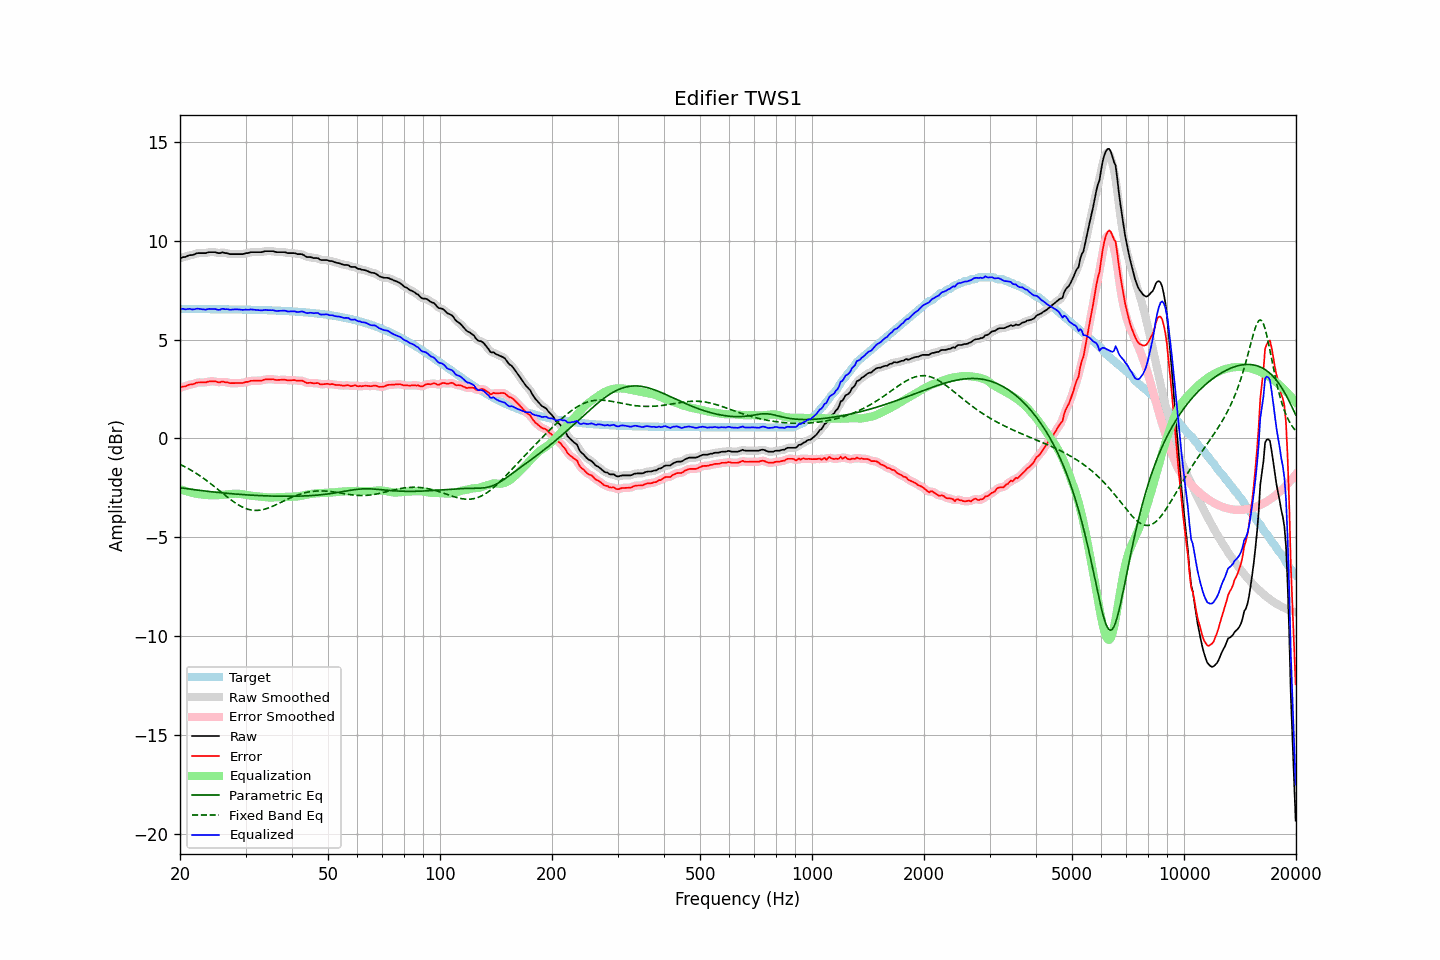 Edifier TWS1
Amplitude (dBr)
15
10
5
0
−5
−10
−15
−20
Target
Raw Smoothed
Error Smoothed
Raw
Error
Equalization
Parametric Eq
Fixed Band Eq
Equalized
20 50 100 200 500 1000 2000 5000 10000 20000
Frequency (Hz)